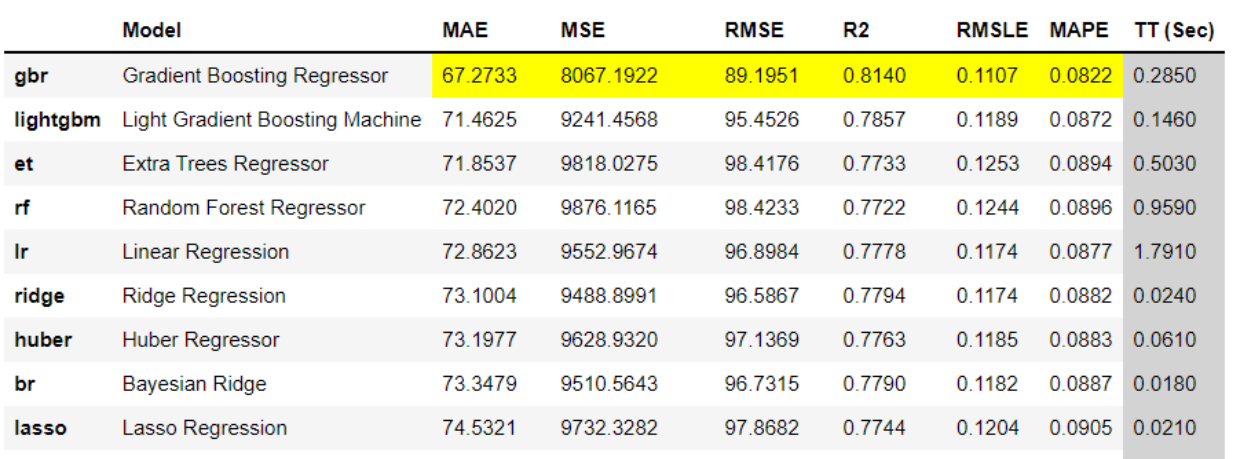 Model MAE MSE RMSE R2 RMSLE MAPE TT (Sec)
gbr Gradient Boosting Regressor 67.2733 8067.1922 89.1951 0.8140 0.1107 0.0822 0.2850
lightgbm Light Gradient Boosting Machine 71.4625 9241.4568 95.4526 0.7857 0.1189 0.0872 0.1460
et Extra Trees Regressor 71.8537 9818.0275 98.4176 0.7733 0.1253 0.0894 0.5030
rf Random Forest Regressor 72.4020 9876.1165 98.4233 0.7722 0.1244 0.0896 0.9590
lr Linear Regression 72.8623 9552.9674 96.8984 0.7778 0.1174 0.0877 1.7910
ridge Ridge Regression 73.1004 9488.8991 96.5867 0.7794 0.1174 0.0882 0.0240
huber Huber Regressor 73.1977 9628.9320 97.1369 0.7763 0.1185 0.0883 0.0610
br Bayesian Ridge 73.3479 9510.5643 96.7315 0.7790 0.1182 0.0887 0.0180
lasso Lasso Regression 74.5321 9732.3282 97.8682 0.7744 0.1204 0.0905 0.0210